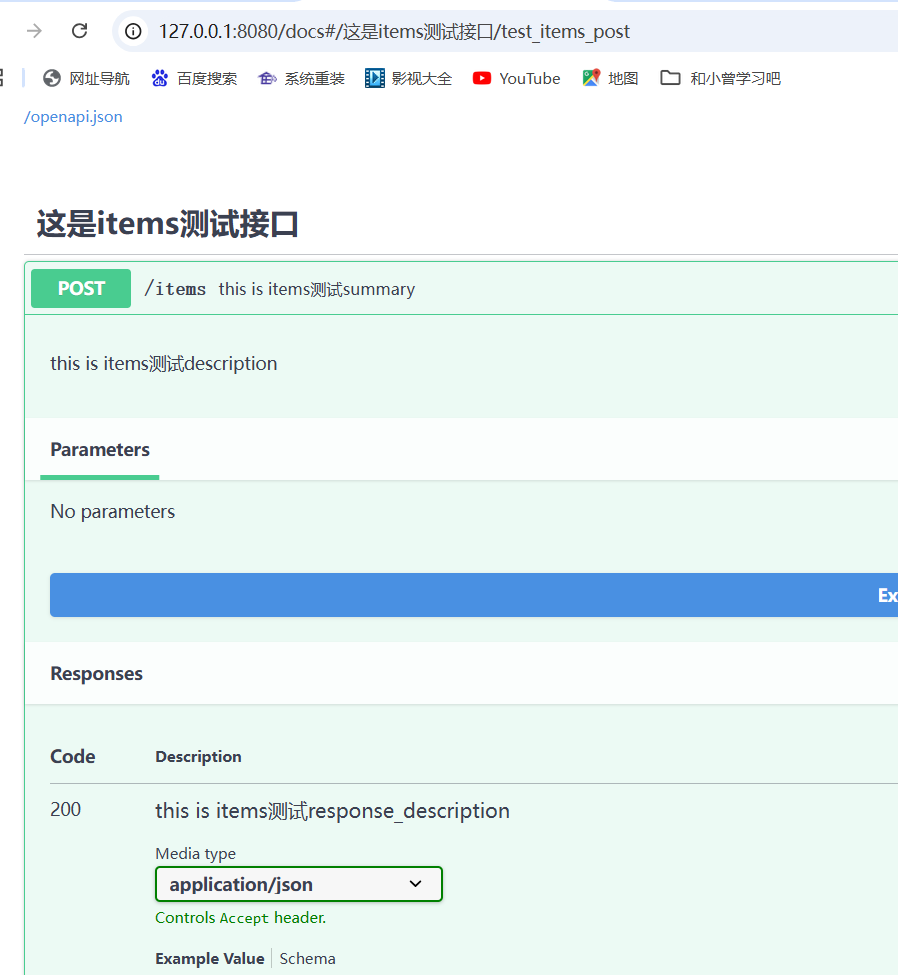 127.0.0.1:8080/docs#/这是items测试接口/test_items_post
网址导航 百度搜索 系统重装 影视大全 YouTube 地图 和小曾学习吧
/openapi.json
这是items测试接口
POST /items this is items测试summary
this is items测试description
Parameters
No parameters
Ex
Responses
Code Description
200 this is items测试response_description
Media type
application/json
Controls Accept header.
Example Value Schema